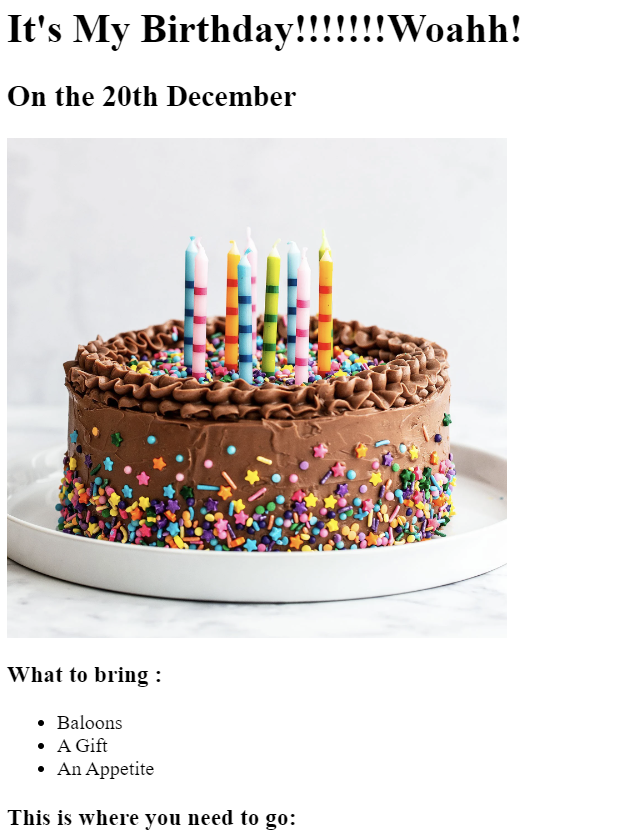 It's My Birthday!!!!!!!Woahh!
On the 20th December
What to bring :
Baloons
A Gift
An Appetite
This is where you need to go: